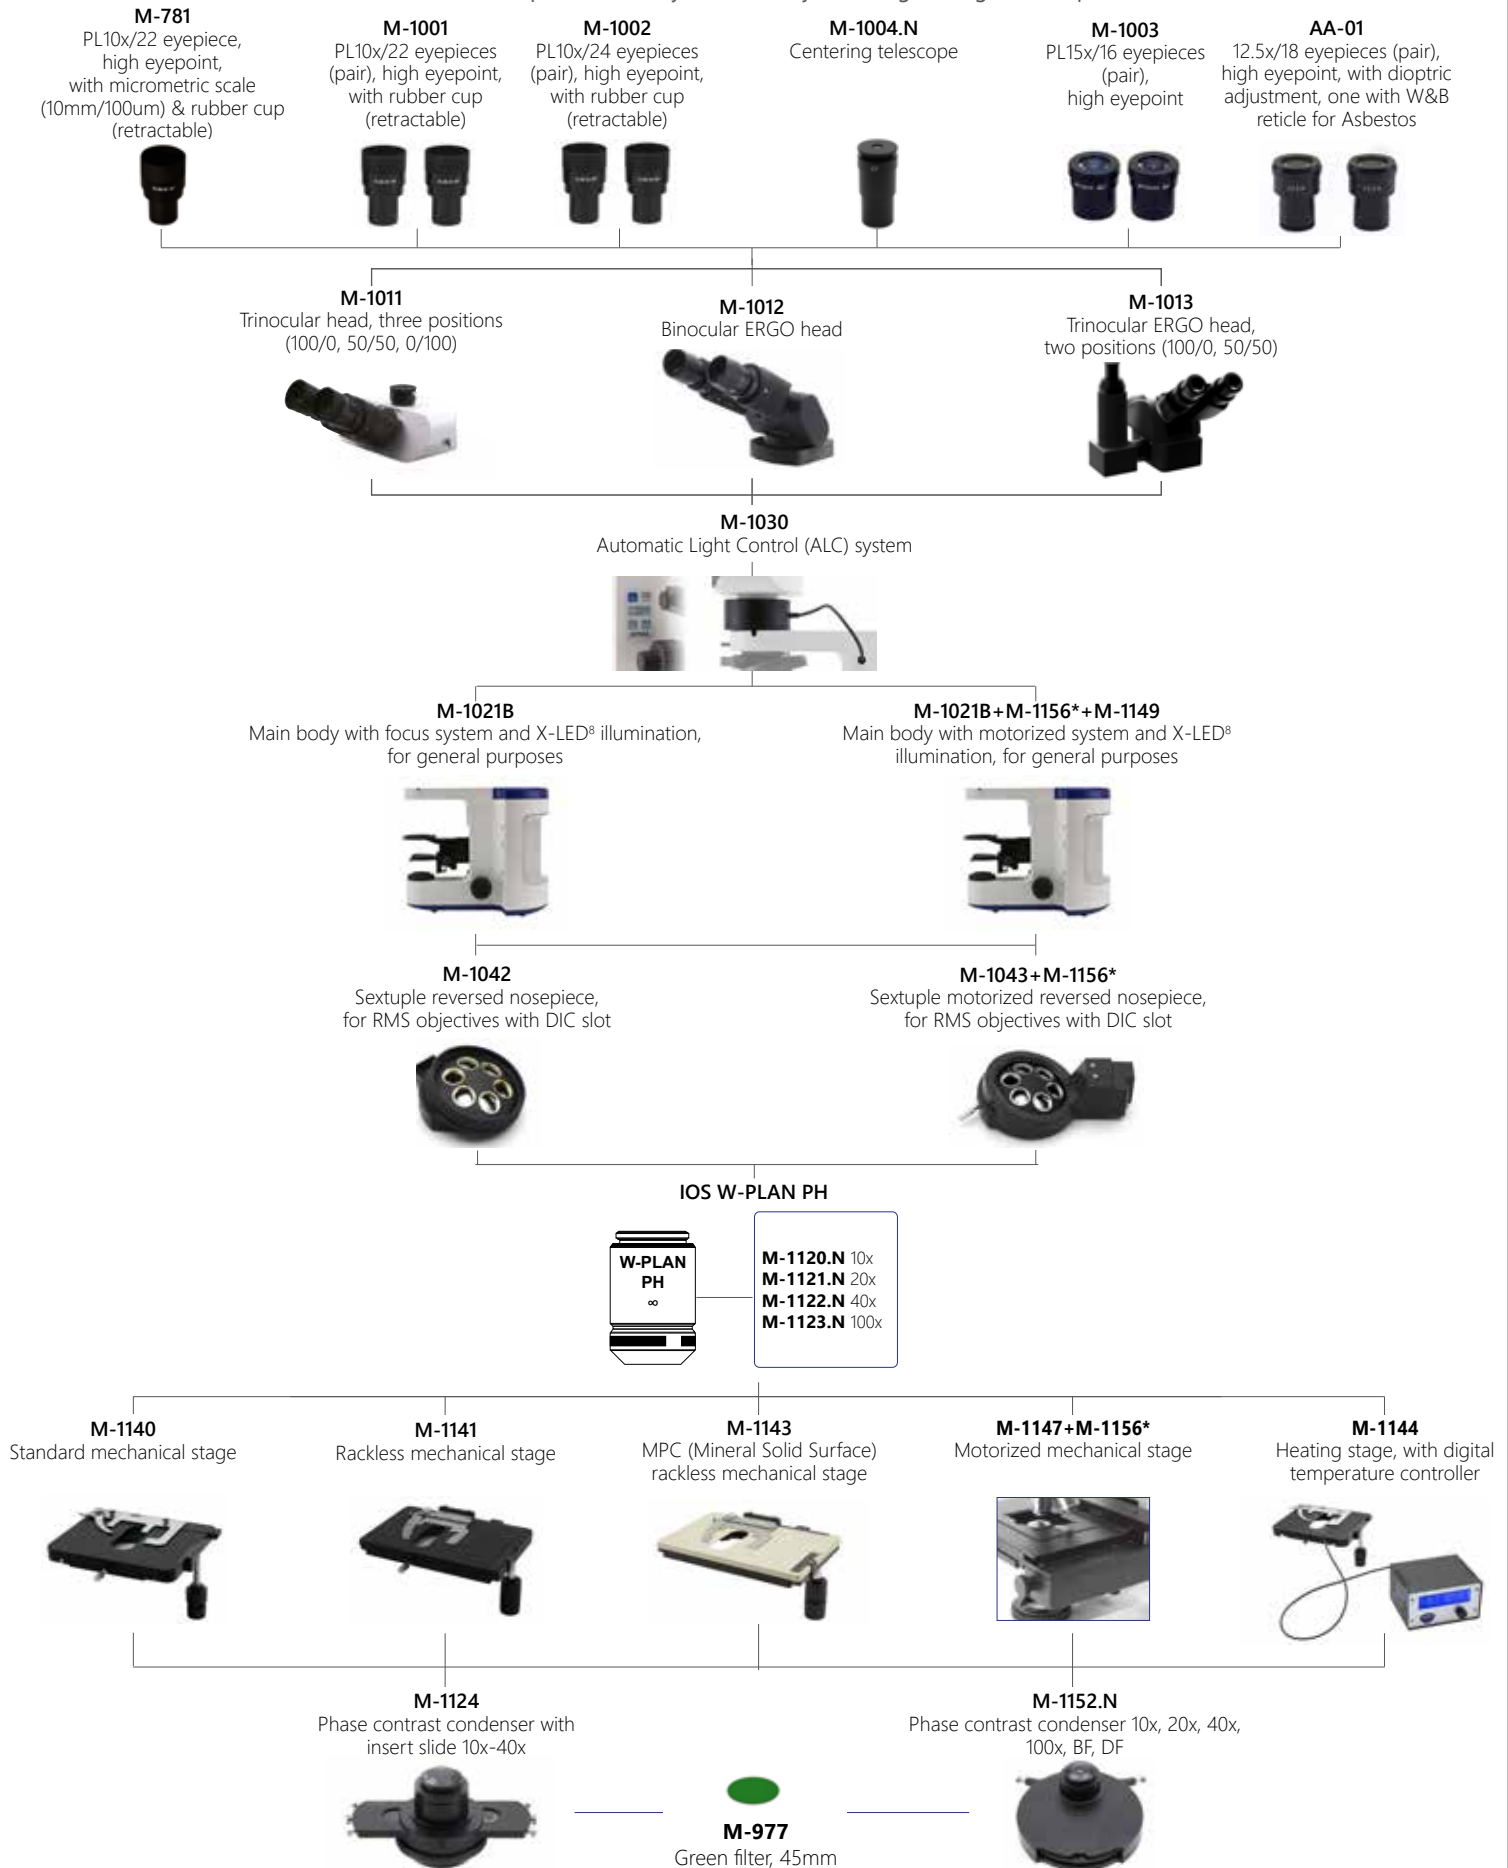 M-781
PL10x/22 eyepiece,
high eyepoint,
with micrometric scale
(10mm/100um) & rubber cup
(retractable)
M-1001
PL10x/22 eyepieces
(pair), high eyepoint,
with rubber cup
(retractable)
M-1002
PL10x/24 eyepieces
(pair), high eyepoint,
with rubber cup
(retractable)
M-1004.N
Centering telescope
M-1003
PL15x/16 eyepieces
(pair),
high eyepoint
AA-01
12.5x/18 eyepieces (pair),
high eyepoint, with dioptric
adjustment, one with W&B
reticle for Asbestos
M-1011
Trinocular head, three positions
(100/0, 50/50, 0/100)
M-1012
Binocular ERGO head
M-1013
Trinocular ERGO head,
two positions (100/0, 50/50)
M-1030
Automatic Light Control (ALC) system
M-1021B
Main body with focus system and X-LED⁸ illumination,
for general purposes
M-1021B+M-1156*+M-1149
Main body with motorized system and X-LED⁸
illumination, for general purposes
M-1042
Sextuple reversed nosepiece,
for RMS objectives with DIC slot
M-1043+M-1156*
Sextuple motorized reversed nosepiece,
for RMS objectives with DIC slot
IOS W-PLAN PH
W-PLAN
PH
∞
M-1120.N 10x
M-1121.N 20x
M-1122.N 40x
M-1123.N 100x
M-1140
Standard mechanical stage
M-1141
Rackless mechanical stage
M-1143
MPC (Mineral Solid Surface)
rackless mechanical stage
M-1147+M-1156*
Motorized mechanical stage
M-1144
Heating stage, with digital
temperature controller
M-1124
Phase contrast condenser with
insert slide 10x-40x
M-1152.N
Phase contrast condenser 10x, 20x, 40x,
100x, BF, DF
M-977
Green filter, 45mm